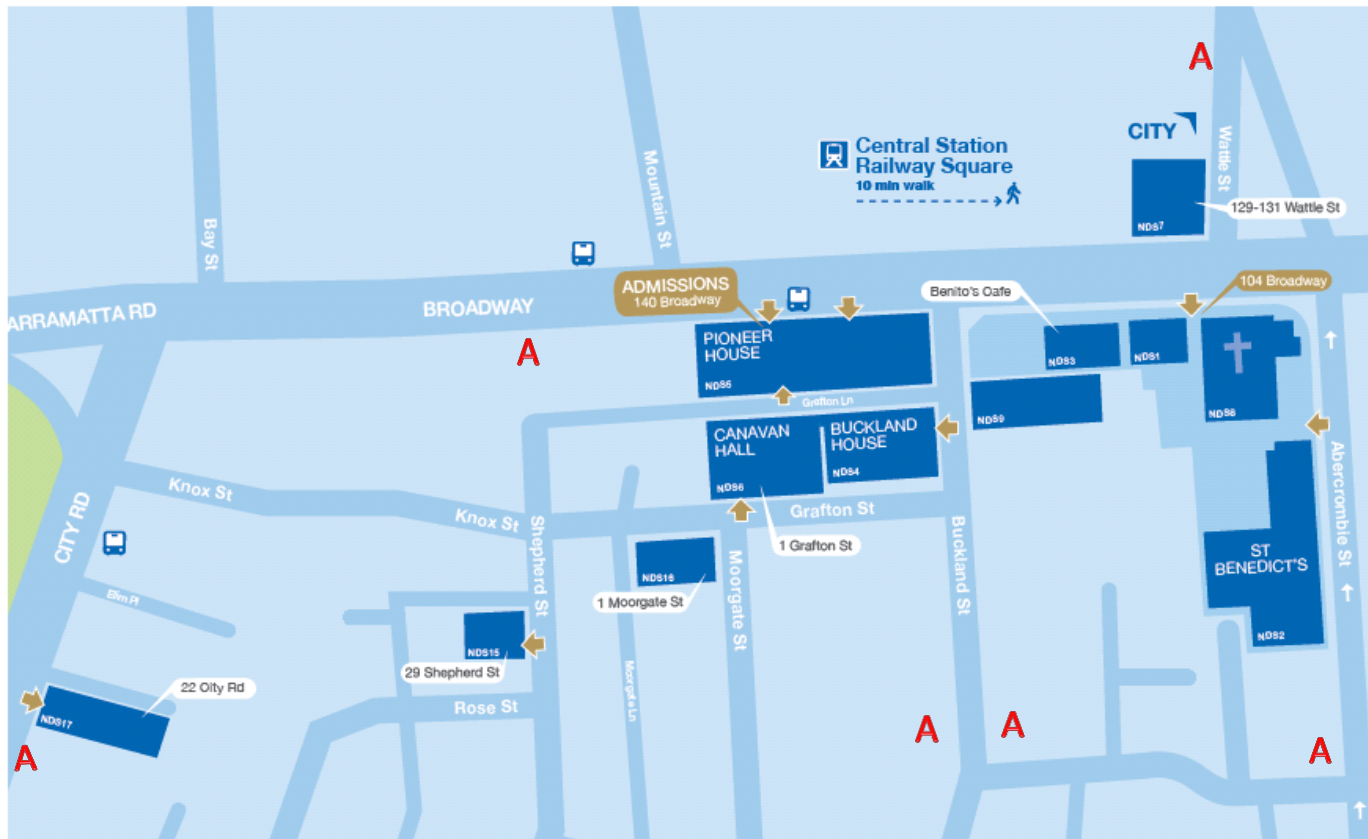 A
CITY
Central Station
Railway Square
10 min walk
Wattle St
129-131 Wattle St
NDS7
Mountain St
Bay St
ARRAMATTA RD
BROADWAY
ADMISSIONS
140 Broadway
Benito's Cafe
104 Broadway
A
PIONEER
HOUSE
NDS5
NDS3
NDS1
NDS8
Grafton Ln
CANAVAN
HALL
NDS6
BUCKLAND
HOUSE
NDS4
NDS9
Abercrombie St
Knox St
Knox St
CITY RD
Grafton St
1 Grafton St
Shepherd St
Buckland St
Moorgate St
ST
BENEDICT'S
NDS2
NDS16
1 Moorgate St
Elim Pl
NDS15
29 Shepherd St
Moorgate Ln
22 City Rd
NDS17
Rose St
A
A
A
A